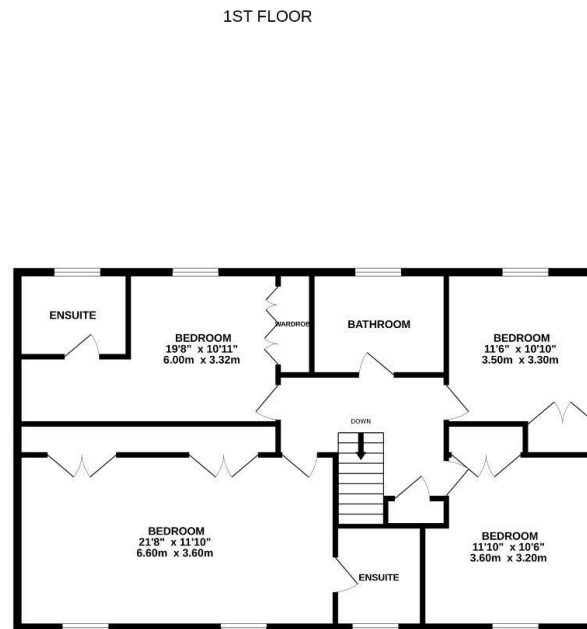 1ST FLOOR
ENSUITE
BEDROOM
19'8" x 10'11"
6.00m x 3.32m
WARDROB
BATHROOM
BEDROOM
11'6" x 10'10"
3.50m x 3.30m
DOWN
BEDROOM
21'8" x 11'10"
6.60m x 3.60m
ENSUITE
BEDROOM
11'10" x 10'6"
3.60m x 3.20m